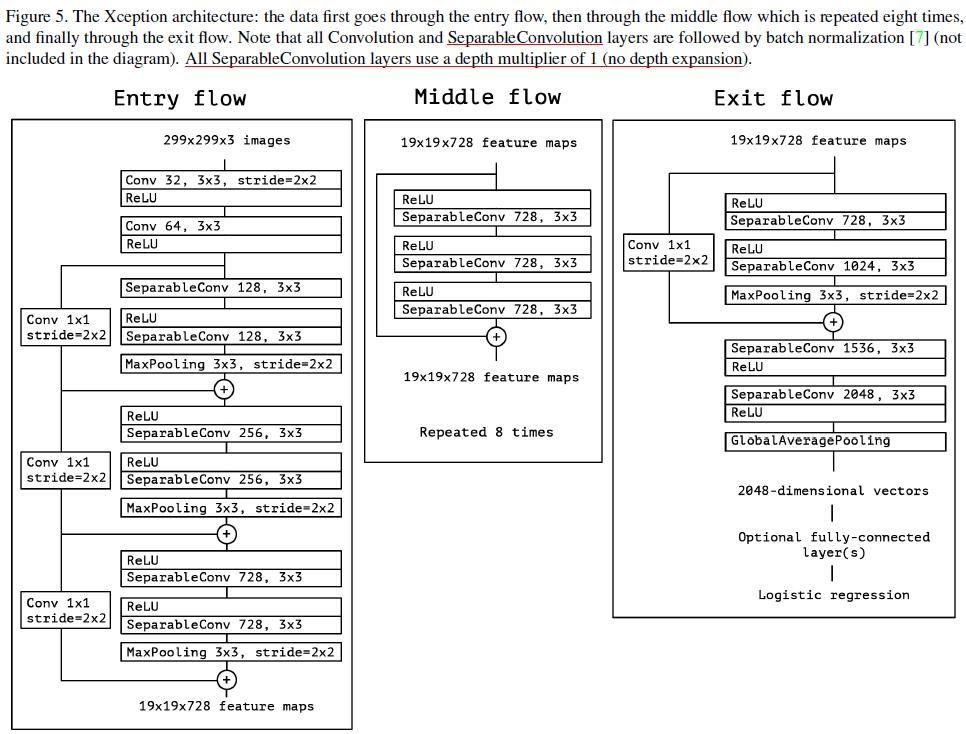 Figure 5. The Xception architecture: the data first goes through the entry flow, then through the middle flow which is repeated eight times,
and finally through the exit flow. Note that all Convolution and SeparableConvolution layers are followed by batch normalization [7] (not
included in the diagram). All SeparableConvolution layers use a depth multiplier of 1 (no depth expansion).
Entry flow
299x299x3 images
Conv 32, 3x3, stride=2x2
ReLU
Conv 64, 3x3
ReLU
SeparableConv 128, 3x3
Conv 1x1
stride=2x2
ReLU
SeparableConv 128, 3x3
MaxPooling 3x3, stride=2x2
+
ReLU
SeparableConv 256, 3x3
Conv 1x1
stride=2x2
ReLU
SeparableConv 256, 3x3
MaxPooling 3x3, stride=2x2
+
ReLU
SeparableConv 728, 3x3
Conv 1x1
stride=2x2
ReLU
SeparableConv 728, 3x3
MaxPooling 3x3, stride=2x2
+
19x19x728 feature maps
Middle flow
19x19x728 feature maps
ReLU
SeparableConv 728, 3x3
ReLU
SeparableConv 728, 3x3
ReLU
SeparableConv 728, 3x3
+
19x19x728 feature maps
Repeated 8 times
Exit flow
19x19x728 feature maps
ReLU
SeparableConv 728, 3x3
Conv 1x1
stride=2x2
ReLU
SeparableConv 1024, 3x3
MaxPooling 3x3, stride=2x2
+
SeparableConv 1536, 3x3
ReLU
SeparableConv 2048, 3x3
ReLU
GlobalAveragePooling
2048-dimensional vectors
Optional fully-connected
layer(s)
Logistic regression